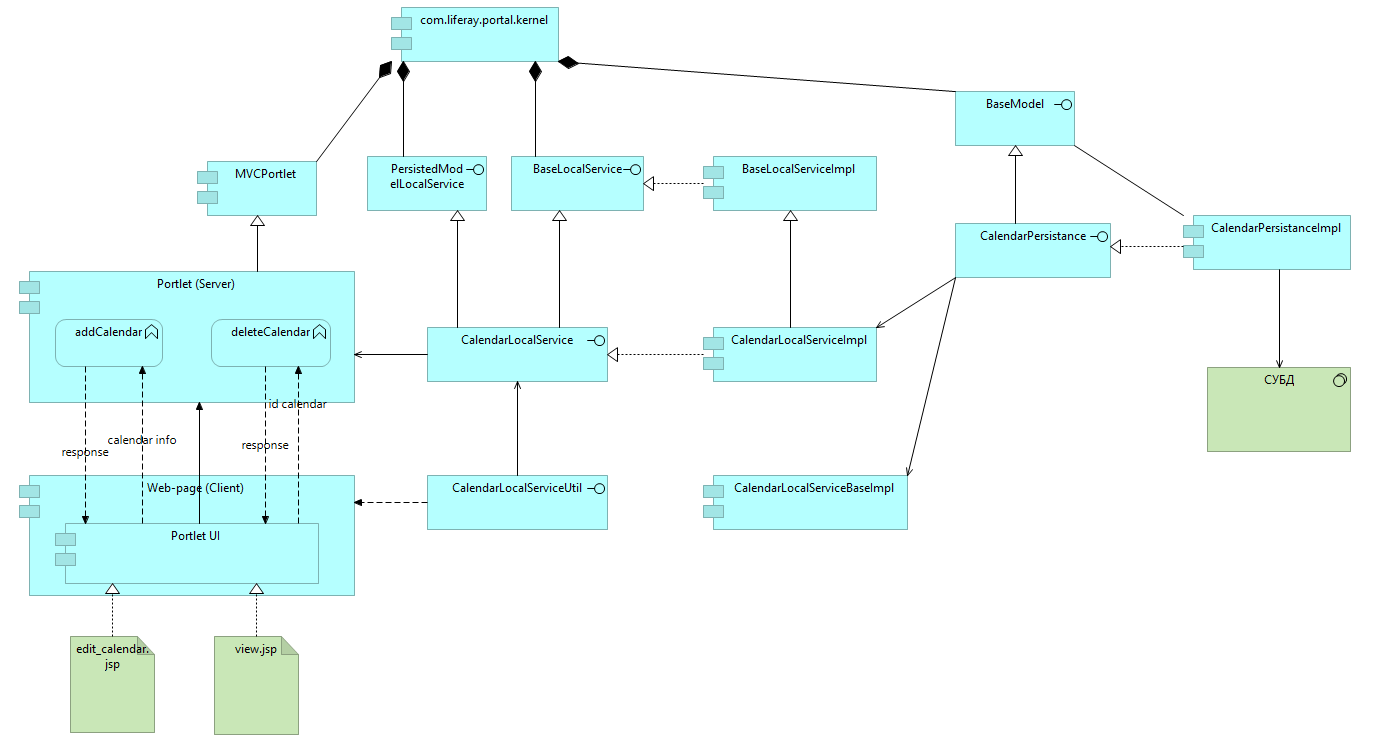 com.liferay.portal.kernel
BaseModel
MVCPortlet
PersistedMod
elLocalService
BaseLocalService
BaseLocalServiceImpl
CalendarPersistance
CalendarPersistanceImpl
Portlet (Server)
addCalendar
deleteCalendar
CalendarLocalService
CalendarLocalServiceImpl
СУБД
id calendar
calendar info
response
response
Web-page (Client)
CalendarLocalServiceUtil
CalendarLocalServiceBaseImpl
Portlet UI
edit_calendar.
jsp
view.jsp